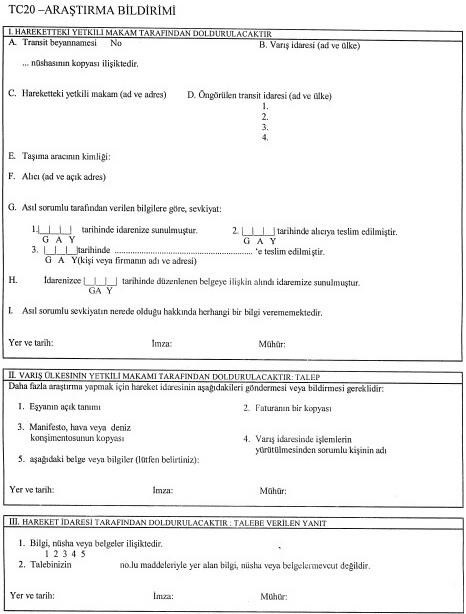 TC20 –ARAŞTIRMA BİLDİRİMİ
I. HAREKETTEKİ YETKİLİ MAKAM TARAFINDAN DOLDURULACAKTIR
A. Transit beyannamesi No B. Varış idaresi (ad ve ülke)
... nüshasının kopyası ilişiktedir.
C. Hareketteki yetkili makam (ad ve adres) D. Öngörülen transit idaresi (ad ve ülke)
1.
2.
3.
4.
E. Taşıma aracının kimliği:
F. Alıcı (ad ve açık adres)
G. Asıl sorumlu tarafından verilen bilgilere göre, sevkiyat:
1.|_|_|_| tarihinde idarenize sunulmuştur. 2. |_|_|_| tarihinde alıcıya teslim edilmiştir.
G A Y G A Y
3. |_|_|_|tarihinde ...................................................... 'e teslim edilmiştir.
G A Y(kişi veya firmanın adı ve adresi)
H. İdarenizce |_|_|_| tarihinde düzenlenen belgeye ilişkin alındı idaremize sunulmuştur.
GA Y
I. Asıl sorumlu sevkiyatın nerede olduğu hakkında herhangi bir bilgi verememektedir.
Yer ve tarih: İmza: Mühür:
II. VARIŞ ÜLKESİNİN YETKİLİ MAKAMI TARAFINDAN DOLDURULACAKTIR: TALEP
Daha fazla araştırma yapmak için hareket idaresinin aşağıdakileri göndermesi veya bildirmesi gereklidir:
1. Eşyanın açık tanımı 2. Faturanın bir kopyası
3. Manifesto, hava veya deniz
konşimentosunun kopyası 4. Varış idaresinde işlemlerin
yürütülmesinden sorumlu kişinin adı
5. aşağıdaki belge veya bilgiler (lütfen belirtiniz):
Yer ve tarih: İmza: Mühür:
III. HAREKET İDARESİ TARAFINDAN DOLDURULACAKTIR : TALEBE VERİLEN YANIT
1. Bilgi, nüsha veya belgeler ilişiktedir.
1 2 3 4 5
2. Talebinizin no.lu maddeleriyle yer alan bilgi, nüsha veya belgelermevcut değildir.
Yer ve tarih: İmza: Mühür: